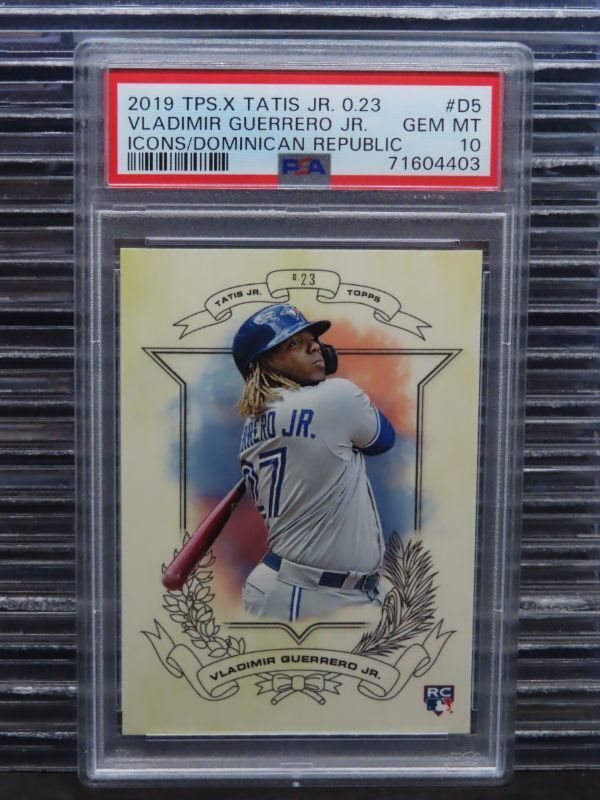 2019 TPS.X TATIS JR. 0.23 #D5
VLADIMIR GUERRERO JR. GEM MT
ICONS/DOMINICAN REPUBLIC 10
PSA 71604403
0.23
TATIS JR. TOPPS
RRERO JR.
27
VLADIMIR GUERRERO JR.
RC